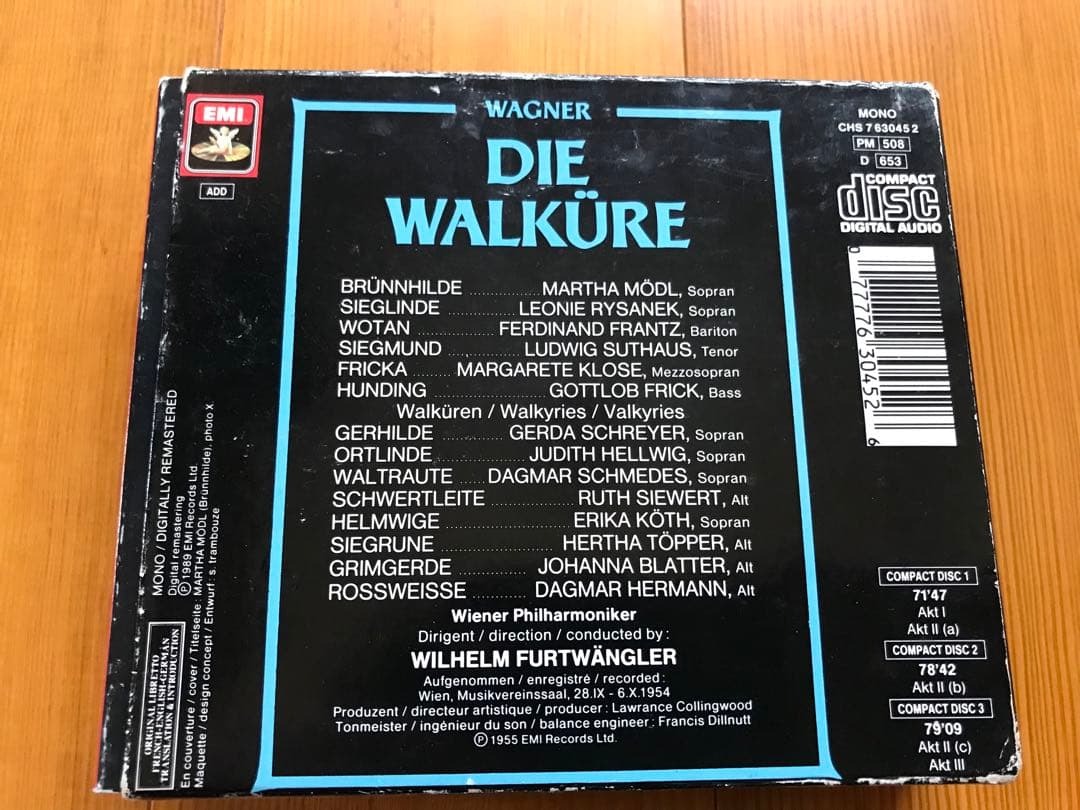 EMI
ADD
WAGNER
DIE
WALKÜRE
BRÜNNHILDE .................. MARTHA MÖDL, Sopran
SIEGLINDE .................. LEONIE RYSANEK, Sopran
WOTAN .................. FERDINAND FRANTZ, Bariton
SIEGMUND .................. LUDWIG SUTHAUS, Tenor
FRICKA .................. MARGARETE KLOSE, Mezzosopran
HUNDING .................. GOTTLOB FRICK, Bass
Walküren / Walkyries / Valkyries
GERHILDE .................. GERDA SCHREYER, Sopran
ORTLINDE .................. JUDITH HELLWIG, Sopran
WALTRAUTE .................. DAGMAR SCHMEDES, Sopran
SCHWERTLEITE .................. RUTH SIEWERT, Alt
HELMWIGE .................. ERIKA KÖTH, Sopran
SIEGRUNE .................. HERTHA TÖPPER, Alt
GRIMGERDE .................. JOHANNA BLATTER, Alt
ROSSWEISSE .................. DAGMAR HERMANN, Alt
Wiener Philharmoniker
Dirigent / direction / conducted by :
WILHELM FURTWÄNGLER
Aufgenommen / enregistré / recorded :
Wien, Musikvereinssaal, 28.IX - 6.X.1954
Produzent / directeur artistique / producer : Lawrance Collingwood
Tonmeister / ingénieur du son / balance engineer : Francis Dillnutt
Ⓟ 1955 EMI Records Ltd.
MONO
CHS 7 63045 2
PM 508
D 653
COMPACT
disc
DIGITAL AUDIO
0 77776 30452 6
COMPACT DISC 1
71'47
Akt I
Akt II (a)
COMPACT DISC 2
78'42
Akt II (b)
COMPACT DISC 3
79'09
Akt II (c)
Akt III
MONO / DIGITALLY REMASTERED
Digital remastering
Ⓟ 1989 EMI Records Ltd.
En couverture / cover / Titelseite : MARTHA MÖDL (Brünnhilde), photo X.
Maquette / design concept / Entwurf : s. trambouze
ORIGINAL LIBRETTO
FRENCH-ENGLISH-GERMAN
TRANSLATION & INTRODUCTION